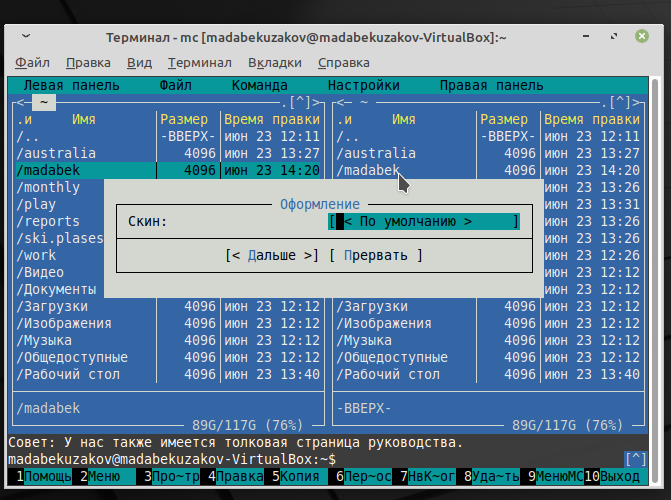 Терминал - mc [madabekuzakov@madabekuzakov-VirtualBox]:~
Файл Правка Вид Терминал Вкладки Справка
Левая панель Файл Команда Настройки Правая панель
<─ ~ .[^]> <─ ~ .[^]>
.и Имя Размер Время правки .и Имя Размер Время правки
/.. -ВВЕРХ- июн 23 12:11 /.. -ВВЕРХ- июн 23 12:11
/australia 4096 июн 23 13:27 /australia 4096 июн 23 13:27
/madabek 4096 июн 23 14:20 /madabek 4096 июн 23 14:20
/monthly 23 13:26
/play Оформление 23 13:31
/reports Скин: [ < По умолчанию > ] 23 13:26
/ski.plases 23 13:26
/work [< Дальше >] [ Прервать ] 23 13:26
/Видео 23 12:12
/Документы 23 12:12
/Загрузки 4096 июн 23 12:12 /Загрузки 4096 июн 23 12:12
/Изображения 4096 июн 23 12:12 /Изображения 4096 июн 23 12:12
/Музыка 4096 июн 23 12:12 /Музыка 4096 июн 23 12:12
/Общедоступные 4096 июн 23 12:12 /Общедоступные 4096 июн 23 12:12
/Рабочий стол 4096 июн 23 13:40 /Рабочий стол 4096 июн 23 13:40
/madabek -ВВЕРХ-
89G/117G (76%) 89G/117G (76%)
Совет: У нас также имеется толковая страница руководства.
madabekuzakov@madabekuzakov-VirtualBox:~$ [^]
1Помощь 2Меню 3Про~тр 4Правка 5Копия 6Пер~ос 7НвК~ог 8Уда~ть 9МенюМС 10Выход